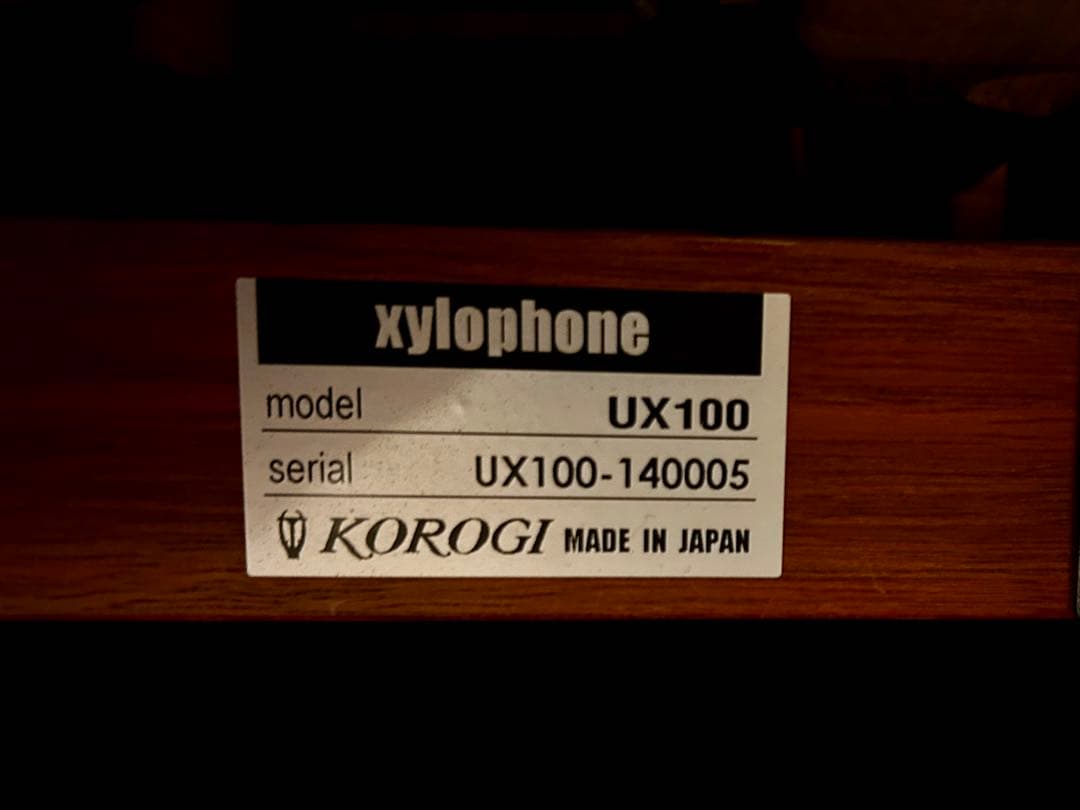 xylophone
model UX100
serial UX100-140005
KOROGI MADE IN JAPAN